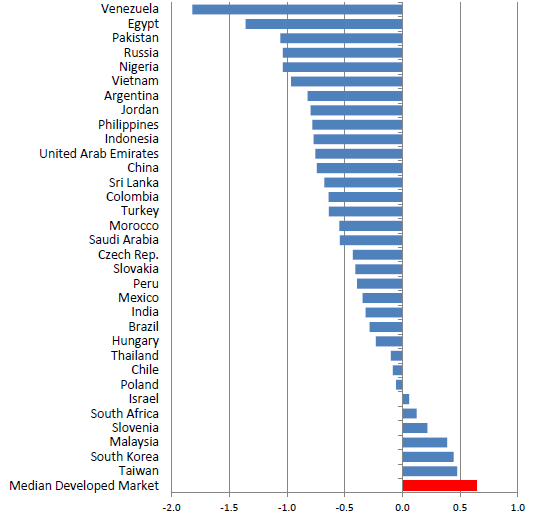 Venezuela
Egypt
Pakistan
Russia
Nigeria
Vietnam
Argentina
Jordan
Philippines
Indonesia
United Arab Emirates
China
Sri Lanka
Colombia
Turkey
Morocco
Saudi Arabia
Czech Rep.
Slovakia
Peru
Mexico
India
Brazil
Hungary
Thailand
Chile
Poland
Israel
South Africa
Slovenia
Malaysia
South Korea
Taiwan
Median Developed Market
-2.0 -1.5 -1.0 -0.5 0.0 0.5 1.0